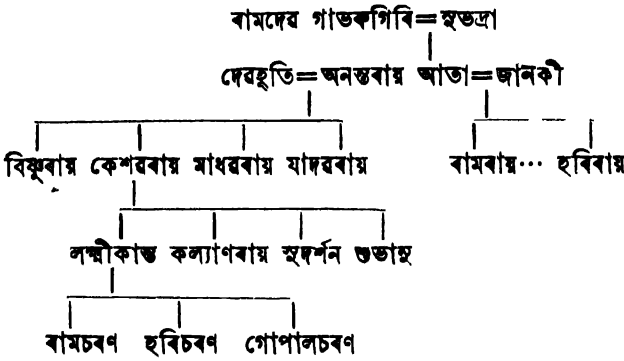 ৰামদেৱ গাভৰুগিৰি=সুভদ্ৰা
দেৱহূতি=অনন্তৰায় আতা=জানকী
বিষ্ণুৰায় কেশৱৰায় মাধৱৰায় যাদৱৰায় ৰামৰায়... হৰিৰায়
লক্ষ্মীকান্ত কল্যাণৰায় সুদৰ্শন শুভানু
ৰামচৰণ হৰিচৰণ গোপালচৰণ